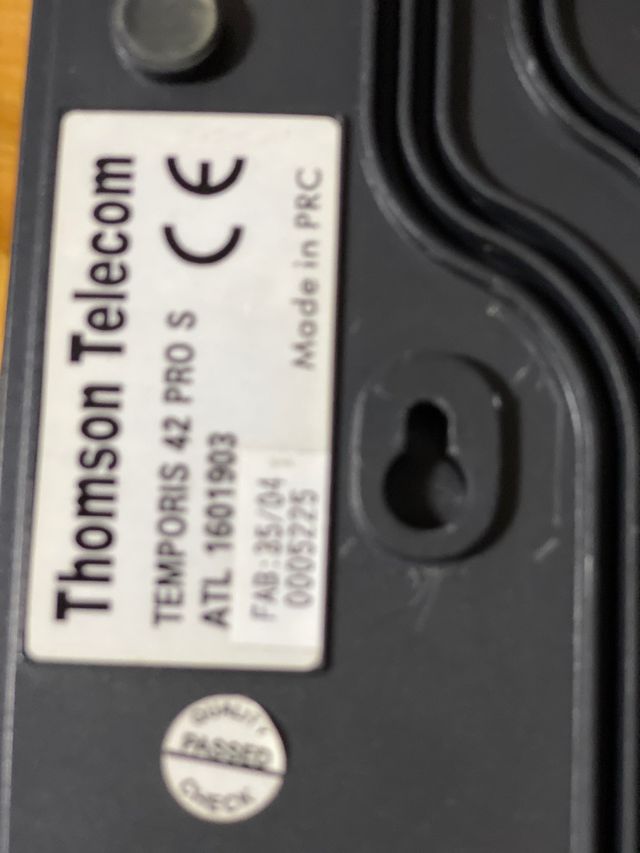 Thomson Telecom
TEMPORIS 42 PRO S
ATL 1601903
CE
FAB: 35/04
0005225
Made in PRC
QUALITY
PASSED
CHECK